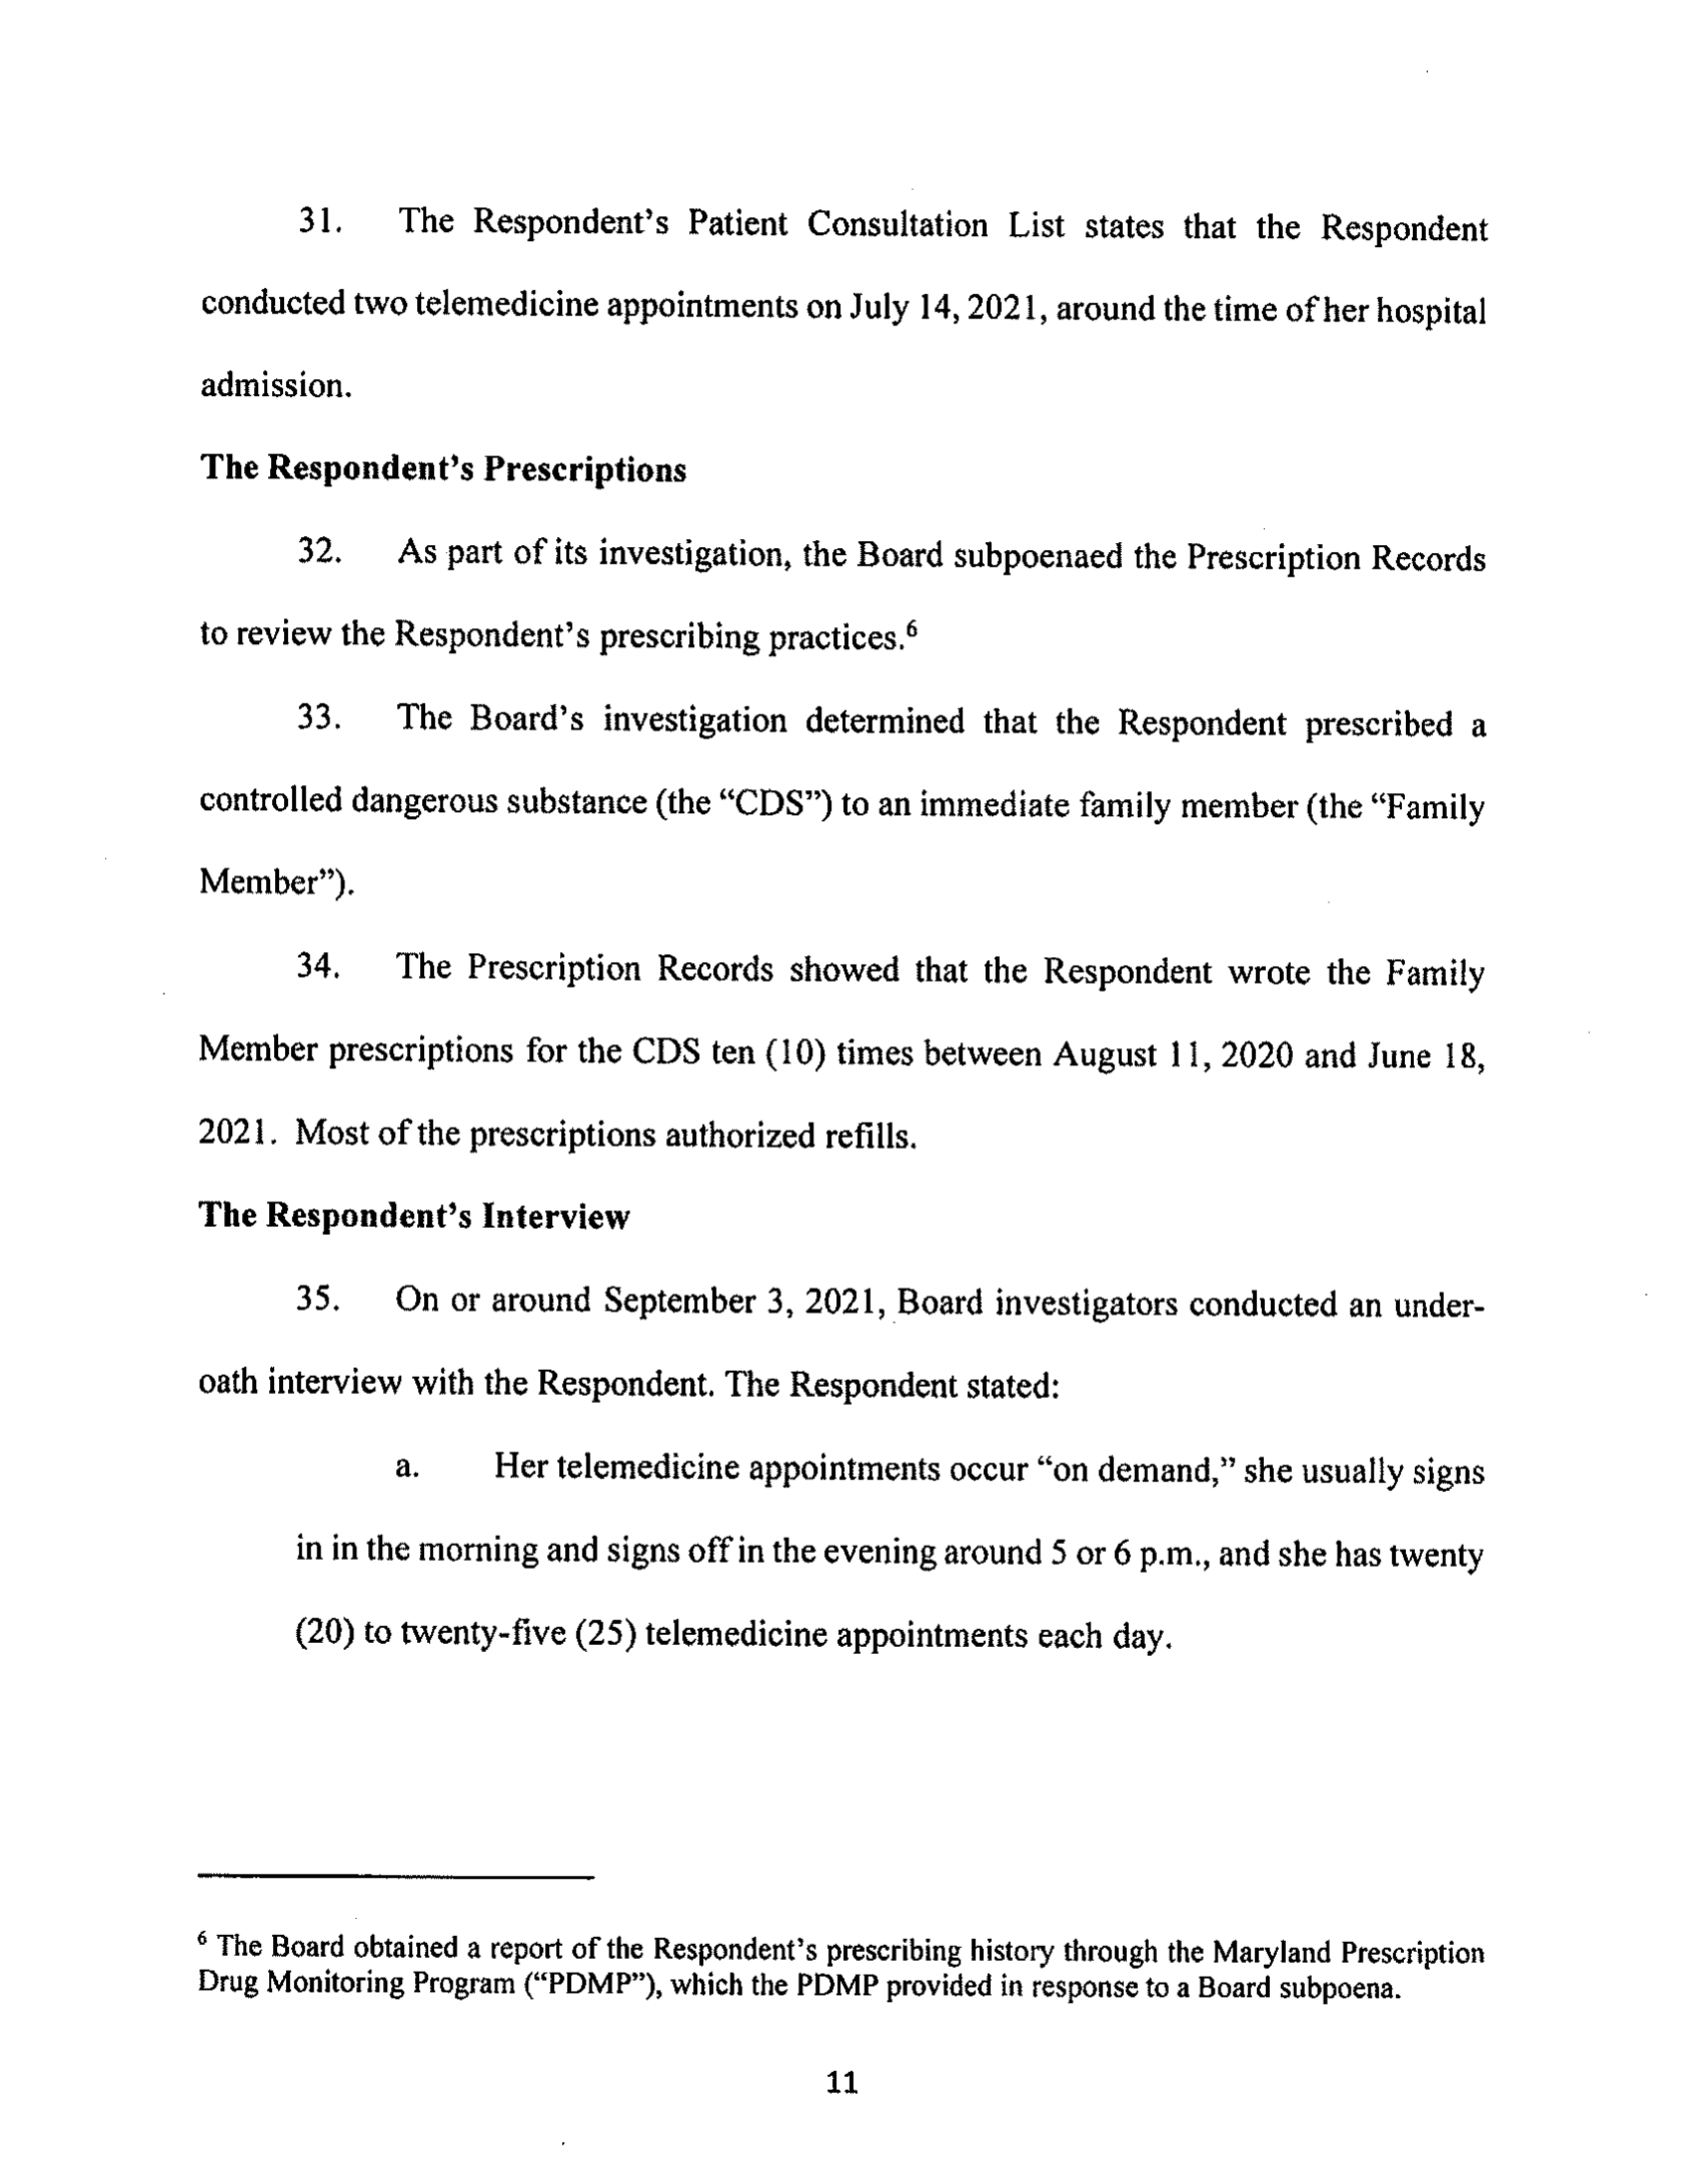 31. The Respondent's Patient Consultation List states that the Respondent
conducted two telemedicine appointments on July 14, 2021, around the time of her hospital
admission.
The Respondent's Prescriptions
32. As part of its investigation, the Board subpoenaed the Prescription Records
to review the Respondent's prescribing practices.⁶
33. The Board's investigation determined that the Respondent prescribed a
controlled dangerous substance (the “CDS”) to an immediate family member (the “Family
Member”).
34. The Prescription Records showed that the Respondent wrote the Family
Member prescriptions for the CDS ten (10) times between August 11, 2020 and June 18,
2021. Most of the prescriptions authorized refills.
The Respondent's Interview
35. On or around September 3, 2021, Board investigators conducted an under-
oath interview with the Respondent. The Respondent stated:
a. Her telemedicine appointments occur “on demand,” she usually signs
in in the morning and signs off in the evening around 5 or 6 p.m., and she has twenty
(20) to twenty-five (25) telemedicine appointments each day.
⁶ The Board obtained a report of the Respondent's prescribing history through the Maryland Prescription
Drug Monitoring Program (“PDMP”), which the PDMP provided in response to a Board subpoena.
11